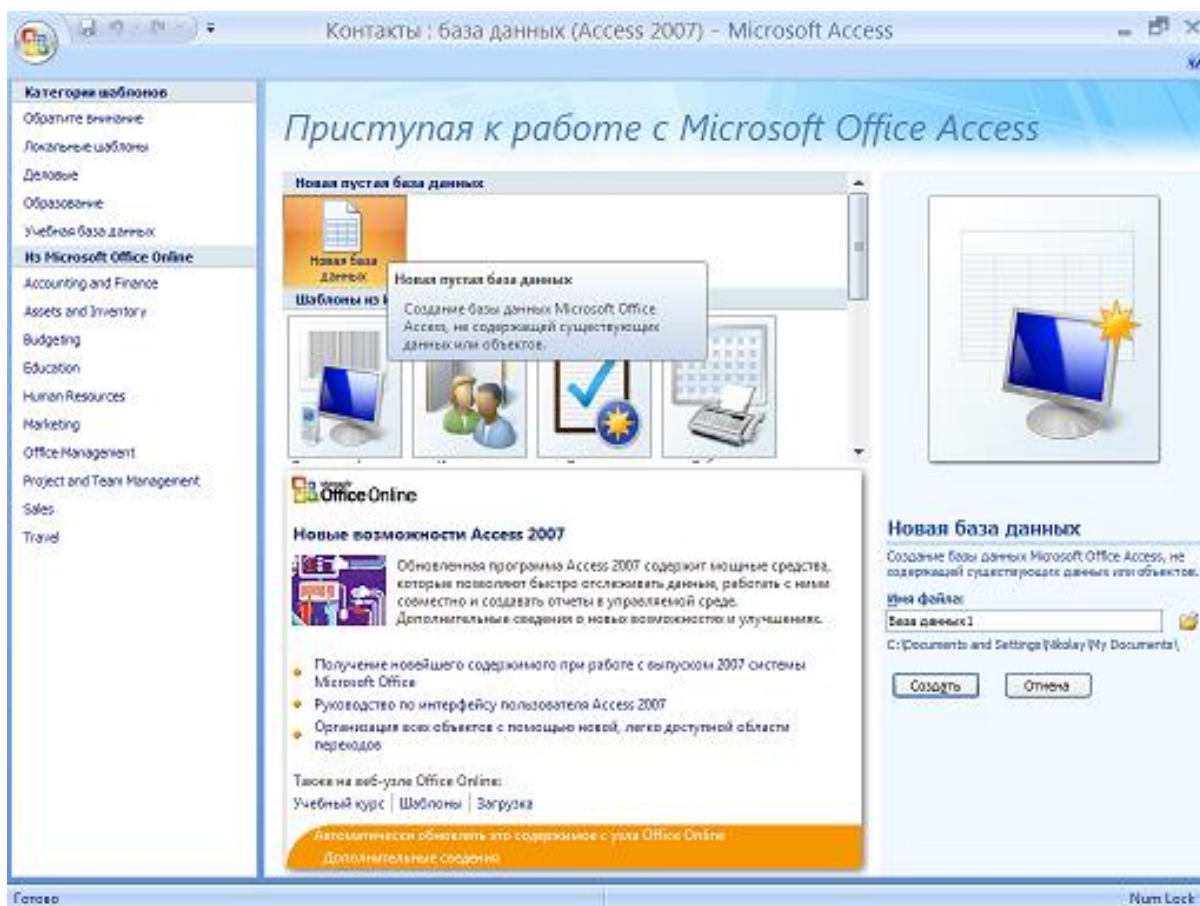 Контакты : база данных (Access 2007) - Microsoft Access
Категории шаблонов
Обратите внимание
Локальные шаблоны
Деловые
Образование
Учебная база данных
Из Microsoft Office Online
Accounting and Finance
Assets and Inventory
Budgeting
Education
Human Resources
Marketing
Office Management
Project and Team Management
Sales
Travel
Приступая к работе с Microsoft Office Access
Новая пустая база данных
Новая база
данных
Новая пустая база данных
Создание базы данных Microsoft Office
Access, не содержащей существующих
данных или объектов.
Шаблоны из
Microsoft
Office Online
Новые возможности Access 2007
Обновленная программа Access 2007 содержит мощные средства,
которые позволяют быстро отслеживать данные, работать с ними
совместно и создавать отчеты в управляемой среде.
Дополнительные сведения о новых возможностях и улучшениях.
Получение новейшего содержимого при работе с выпуском 2007 системы
Microsoft Office
Руководство по интерфейсу пользователя Access 2007
Организация всех объектов с помощью новой, легко доступной области
переходов
Также на веб-узле Office Online:
Учебный курс | Шаблоны | Загрузка
Автоматически обновлять это содержимое с узла Office Online
Дополнительные сведения
Новая база данных
Создание базы данных Microsoft Office Access, не
содержащей существующих данных или объектов.
Имя файла:
База данных1
C:\Documents and Settings\Nikolay\My Documents\
Создать Отмена
Готово Num Lock